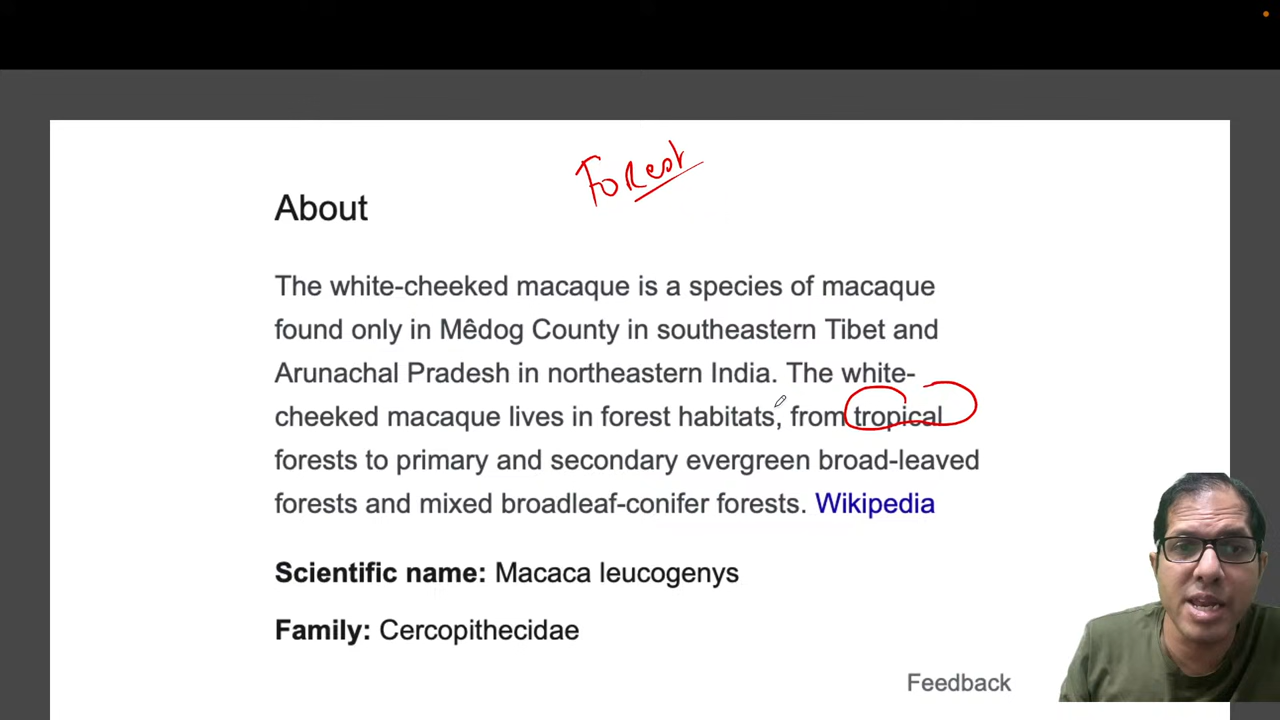 Forest
About
The white-cheeked macaque is a species of macaque
found only in Mêdog County in southeastern Tibet and
Arunachal Pradesh in northeastern India. The white-
cheeked macaque lives in forest habitats, from tropical
forests to primary and secondary evergreen broad-leaved
forests and mixed broadleaf-conifer forests. Wikipedia
Scientific name: Macaca leucogenys
Family: Cercopithecidae
Feedback